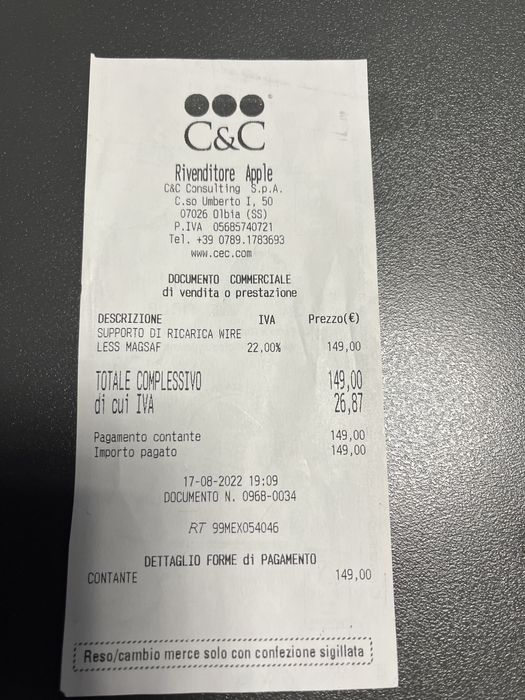 C&C
Rivenditore Apple
C&C Consulting S.p.A.
C.so Umberto I, 50
07026 Olbia (SS)
P.IVA 05685740721
Tel. +39 0789.1783693
www.cec.com
DOCUMENTO COMMERCIALE
di vendita o prestazione
DESCRIZIONE IVA Prezzo(€)
SUPPORTO DI RICARICA WIRE
LESS MAGSAF 22,00% 149,00
TOTALE COMPLESSIVO 149,00
di cui IVA 26,87
Pagamento contante 149,00
Importo pagato 149,00
17-08-2022 19:09
DOCUMENTO N. 0968-0034
RT 99MEX054046
DETTAGLIO FORME di PAGAMENTO
CONTANTE 149,00
Reso/cambio merce solo con confezione sigillata